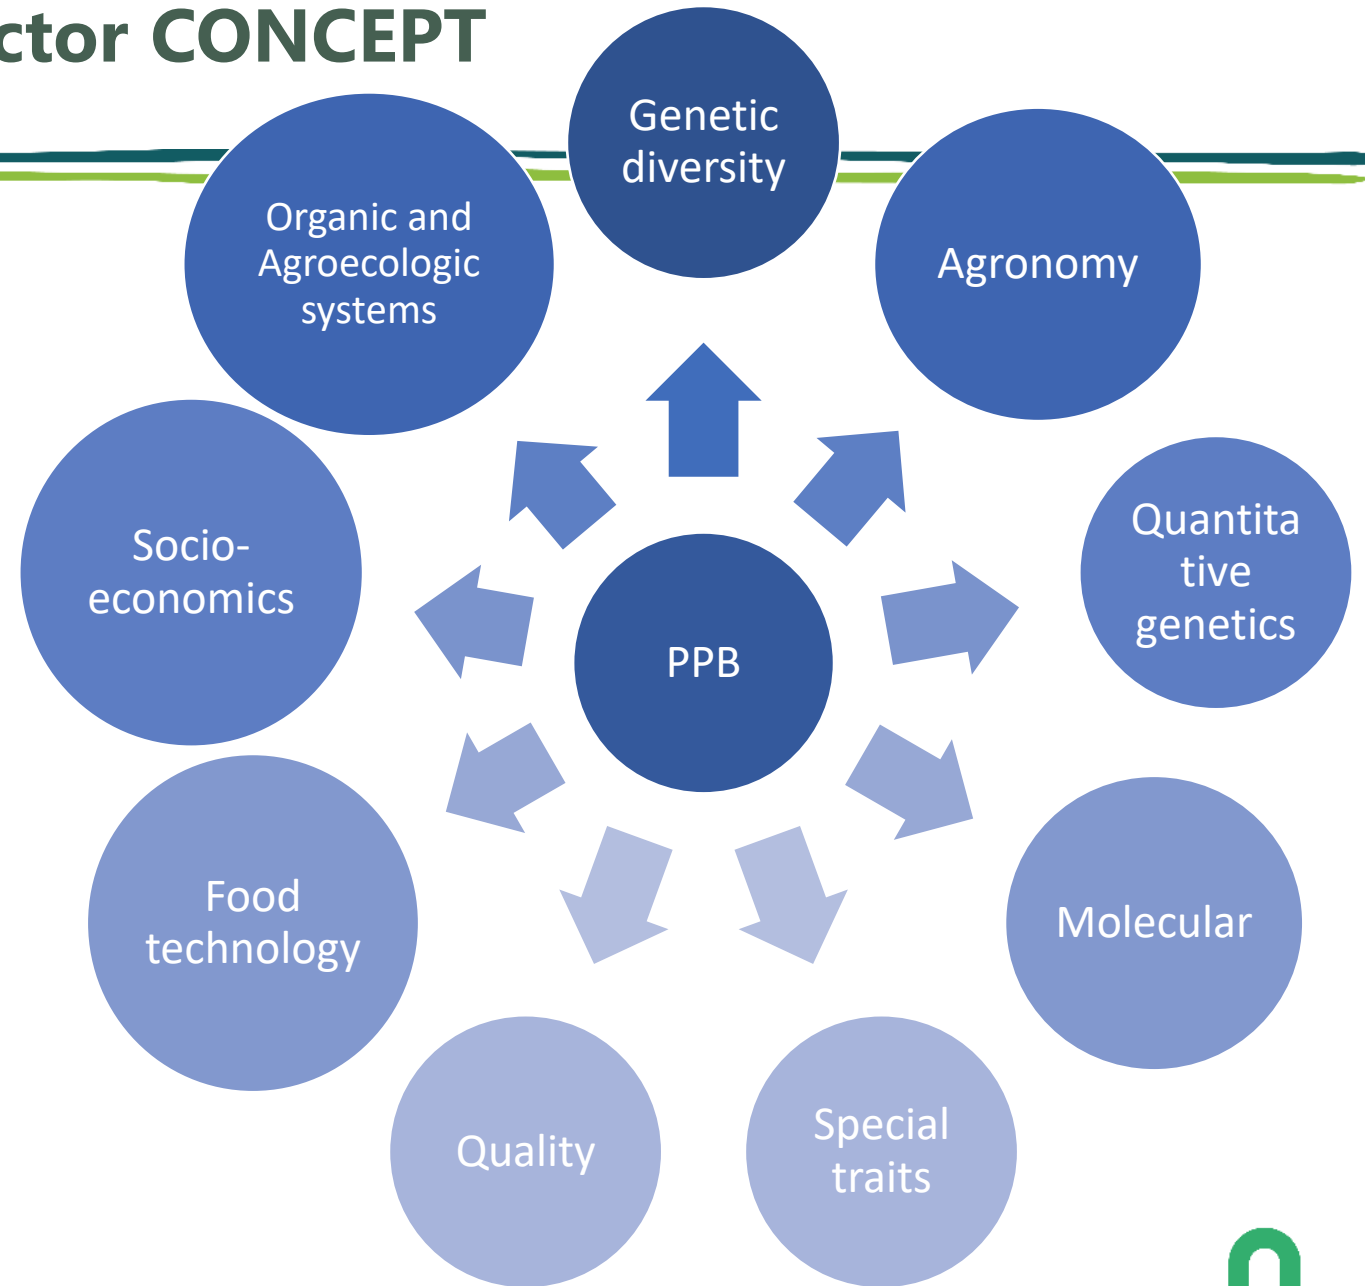 ctor CONCEPT
Genetic
diversity
Agronomy
Quantita
tive
genetics
Molecular
Special
traits
Quality
Food
technology
Socio-
economics
Organic and
Agroecologic
systems
PPB